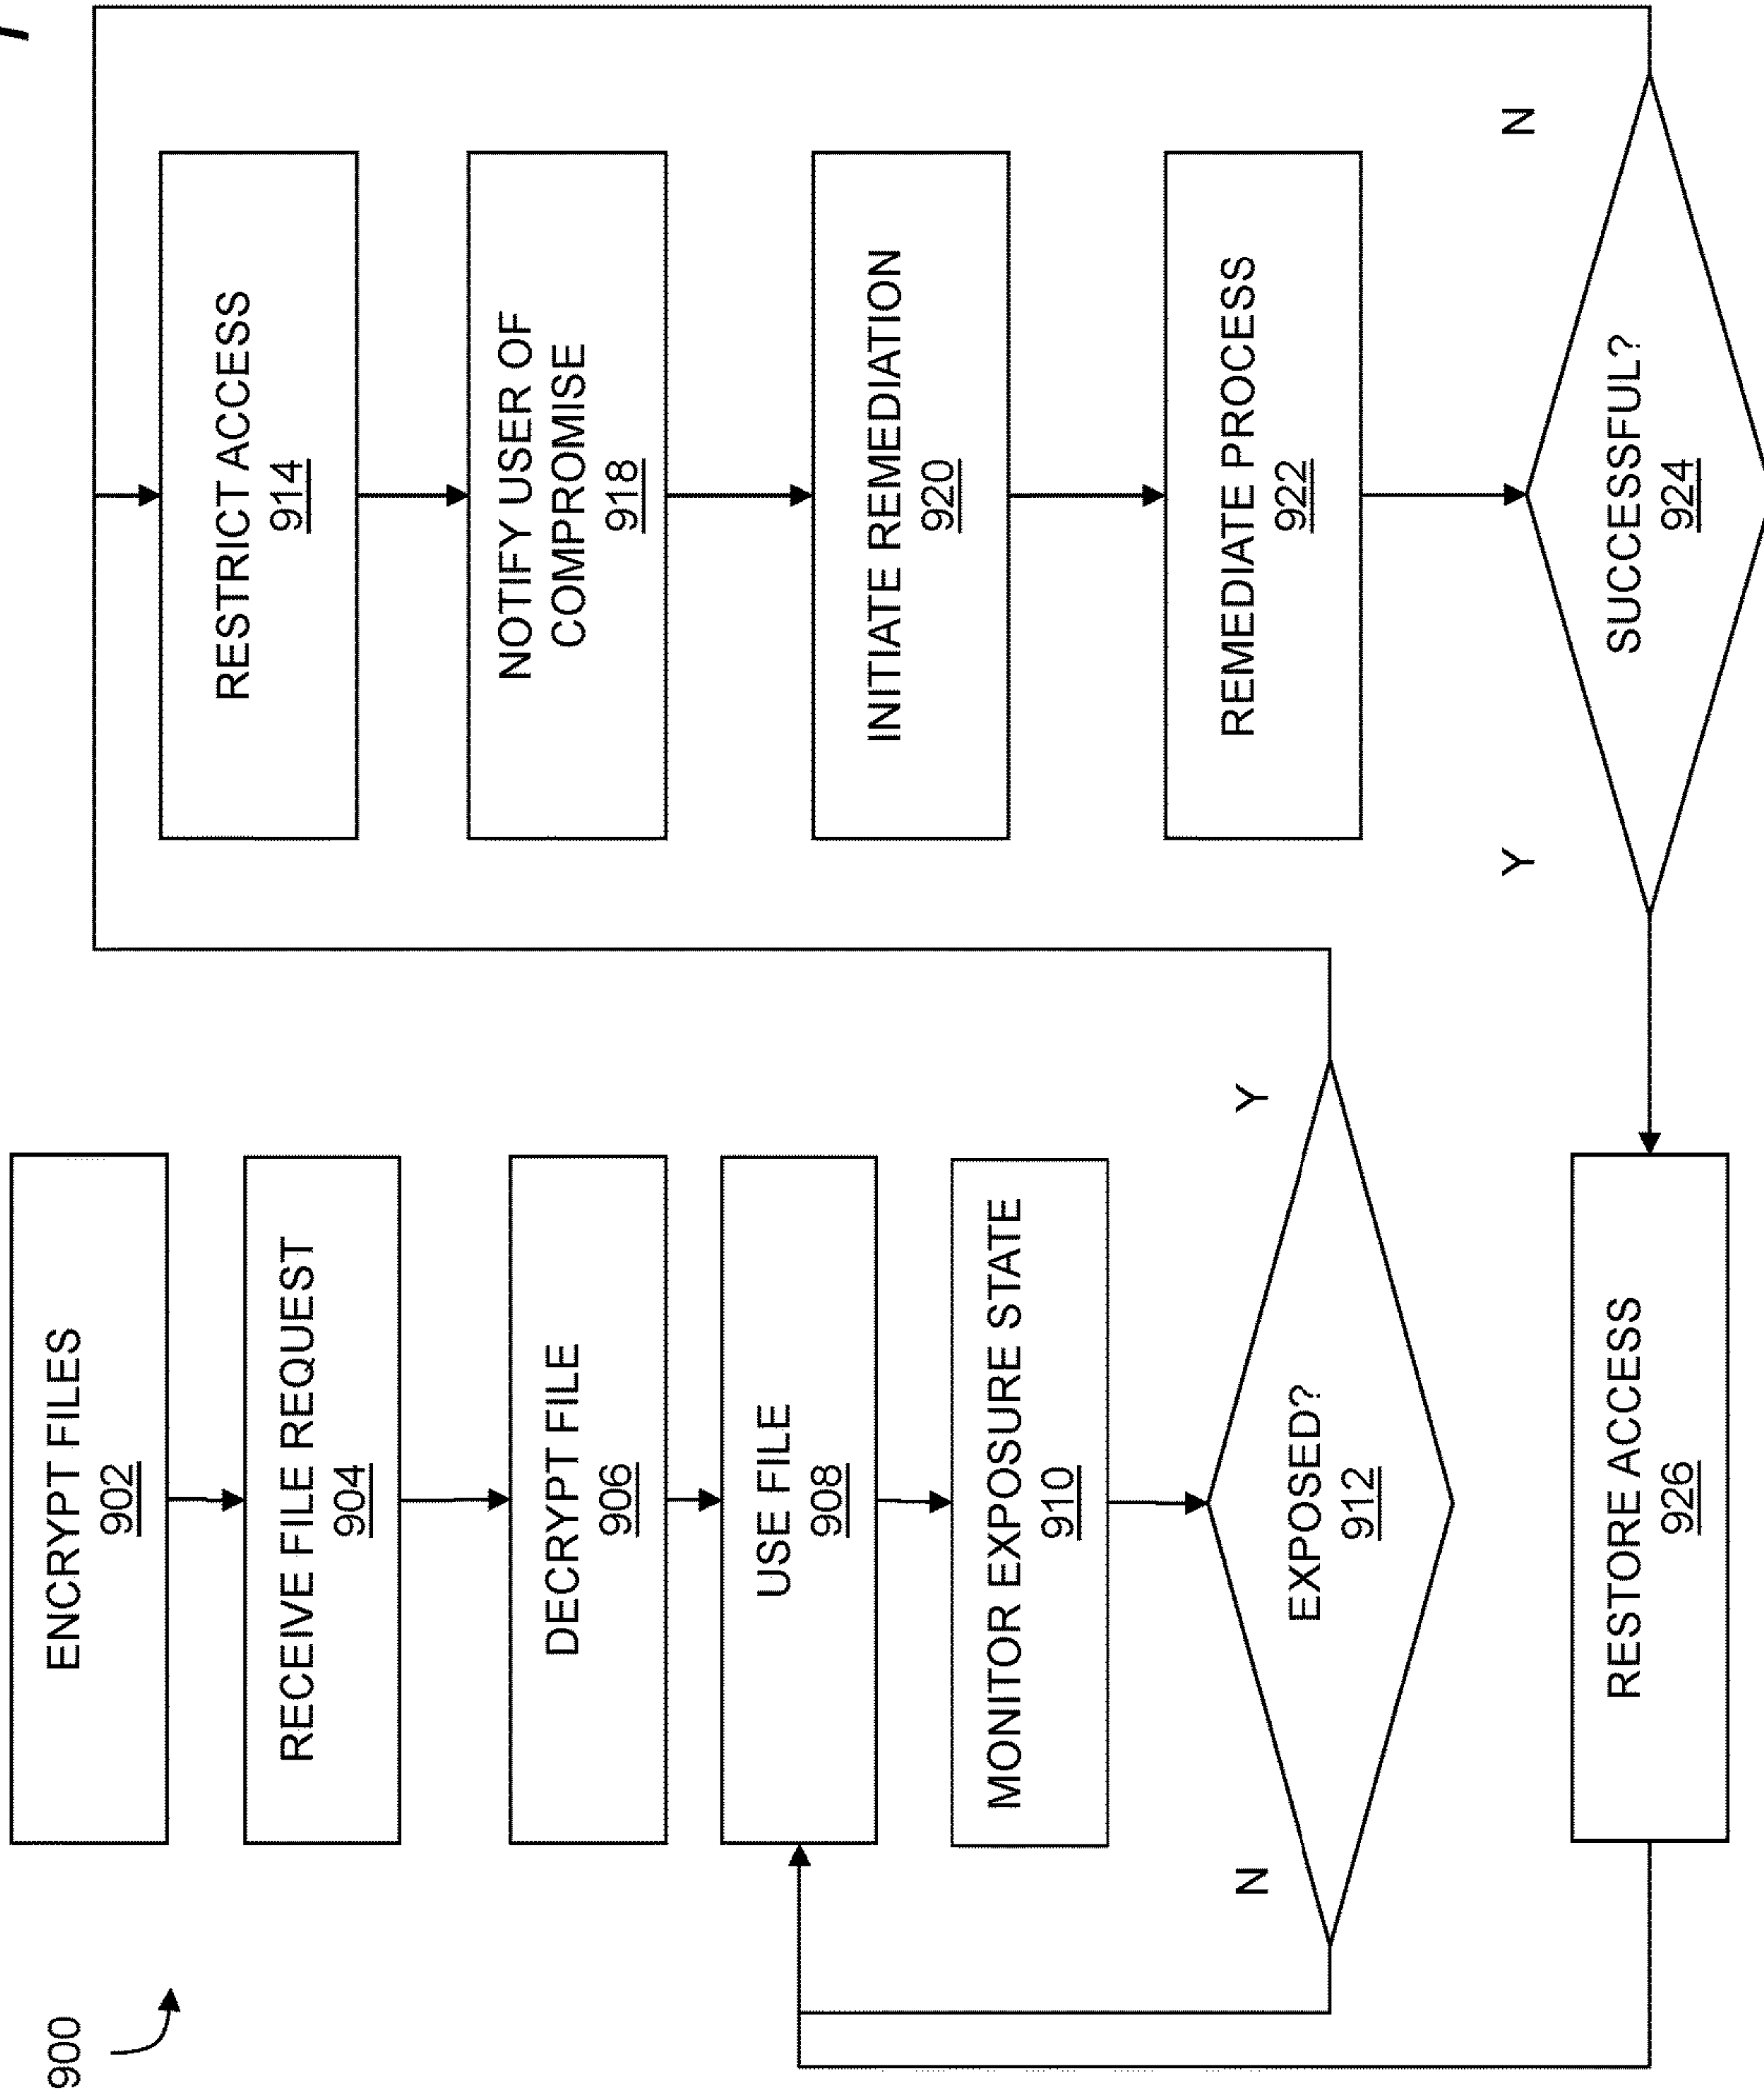 900
ENCRYPT FILES
902
RECEIVE FILE REQUEST
904
DECRYPT FILE
906
USE FILE
908
MONITOR EXPOSURE STATE
910
EXPOSED?
912
N
Y
RESTRICT ACCESS
914
NOTIFY USER OF
COMPROMISE
918
INITIATE REMEDIATION
920
REMEDIATE PROCESS
922
SUCCESSFUL?
924
Y
N
RESTORE ACCESS
926